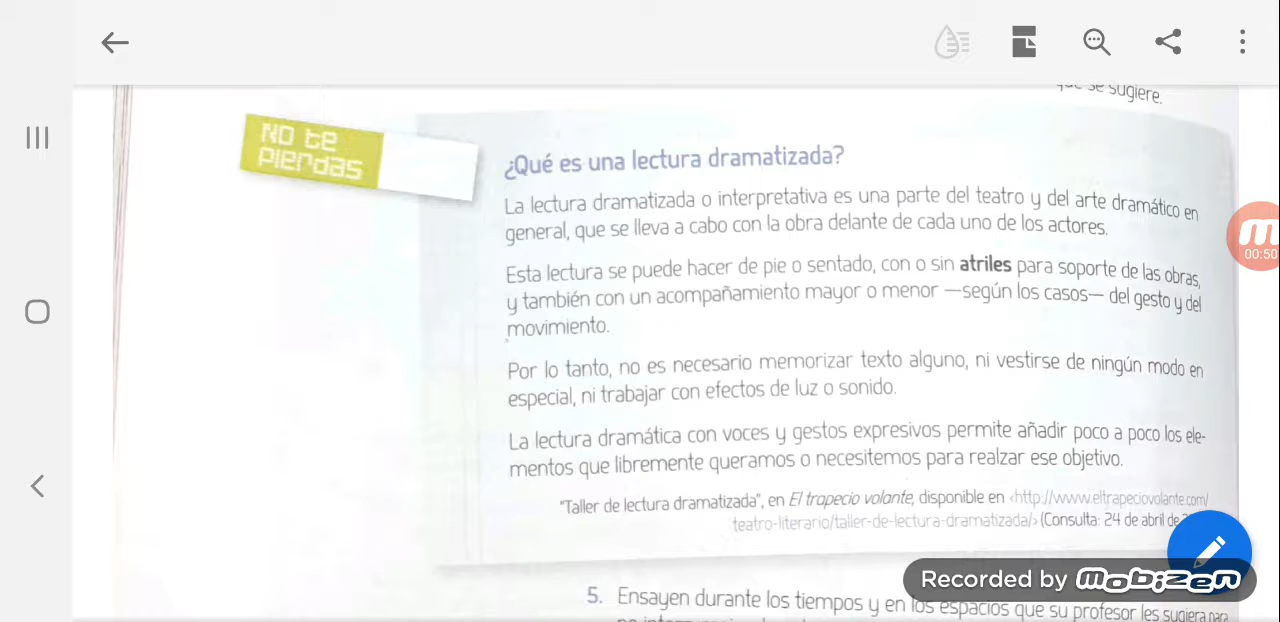 que se sugiere.
NO te
Pierdas
¿Qué es una lectura dramatizada?
La lectura dramatizada o interpretativa es una parte del teatro y del arte dramático en
general, que se lleva a cabo con la obra delante de cada uno de los actores.
00:50
Esta lectura se puede hacer de pie o sentado, con o sin atriles para soporte de las obras,
y también con un acompañamiento mayor o menor —según los casos— del gesto y del
movimiento.
Por lo tanto, no es necesario memorizar texto alguno, ni vestirse de ningún modo en
especial, ni trabajar con efectos de luz o sonido.
La lectura dramática con voces y gestos expresivos permite añadir poco a poco los ele-
mentos que libremente queramos o necesitemos para realzar ese objetivo.
"Taller de lectura dramatizada", en El trapecio volante, disponible en <http://www.eltrapeciovolante.com/
teatro-literario/taller-de-lectura-dramatizada/> (Consulta: 24 de abril de
Recorded by mobizen
5. Ensayen durante los tiempos y en los espacios que su profesor les sugiera para